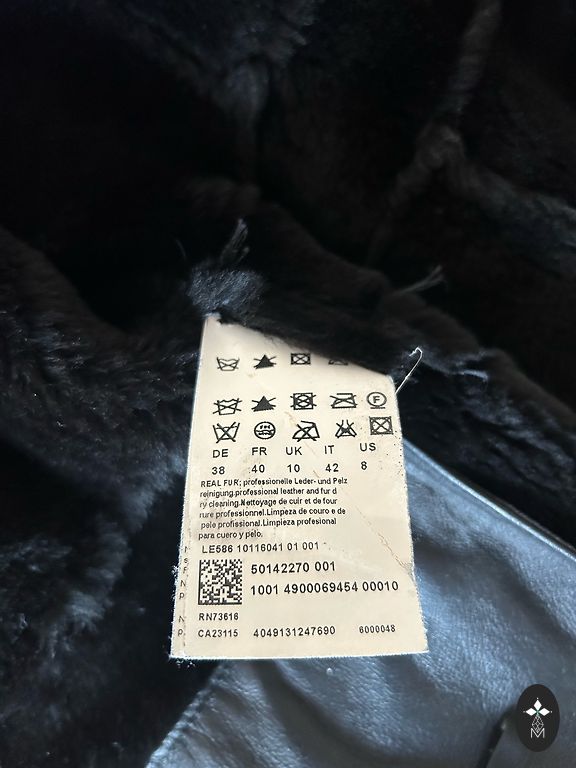 F
DE FR UK IT US
38 40 10 42 8
REAL FUR; professionelle Leder- und Pelz
reinigung.professional leather and fur d
ry cleaning.Nettoyage de cuir et de four
rure professionnel.Limpeza de couro e de
pele profissional.Limpieza profesional
para cuero y pelo.
LE586 10116041 01 001
50142270 001
1001 4900069454 00010
RN73616
CA23115 4049131247690 6000048
M